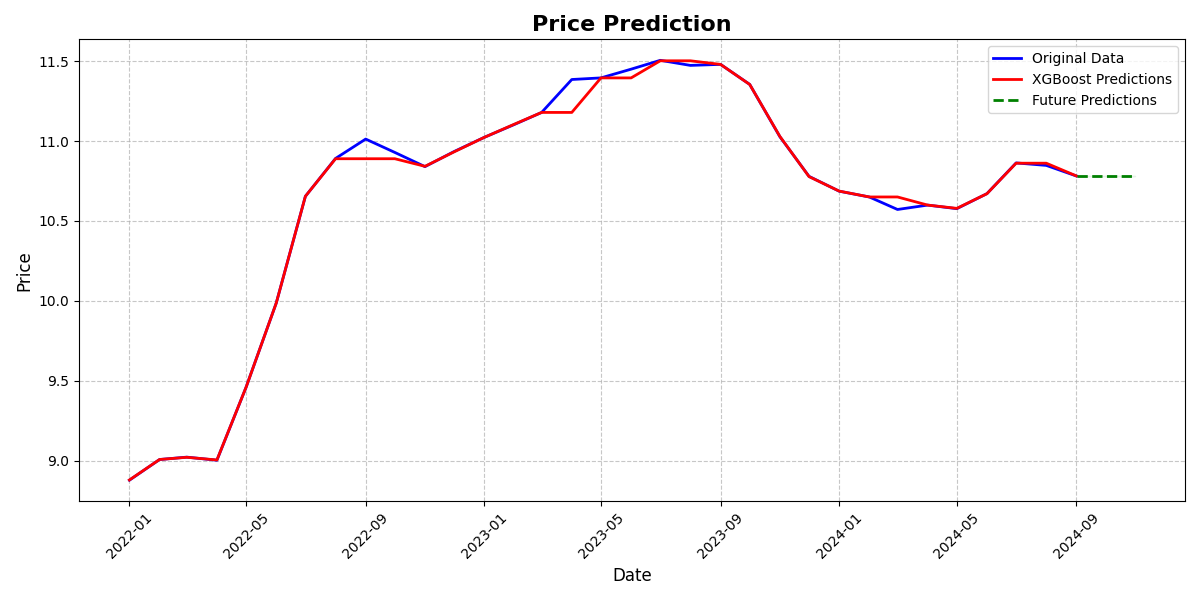 Price Prediction
Original Data
XGBoost Predictions
Future Predictions
Price
11.5
11.0
10.5
10.0
9.5
9.0
2022-01
2022-05
2022-09
2023-01
2023-05
2023-09
2024-01
2024-05
2024-09
Date